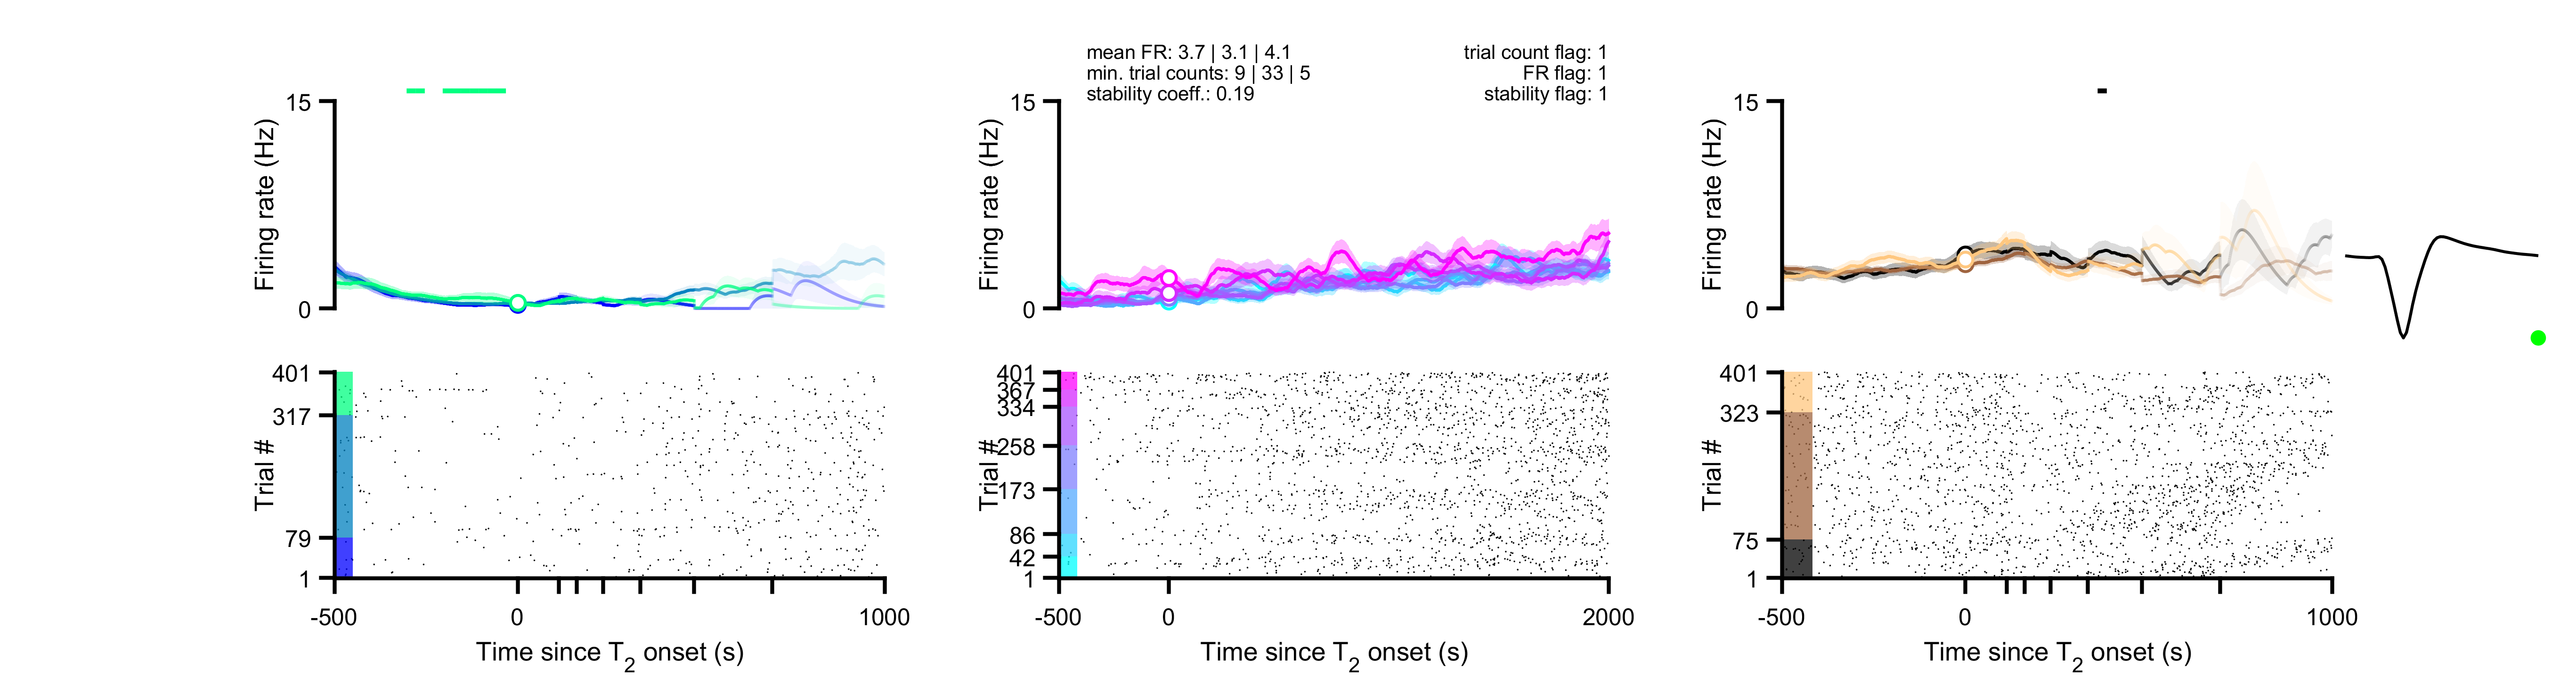 mean FR: 3.7 | 3.1 | 4.1
min. trial counts: 9 | 33 | 5
stability coeff.: 0.19
trial count flag: 1
FR flag: 1
stability flag: 1
15
Firing rate (Hz)
0
401
317
Trial #
79
1
-500
0
1000
Time since T2 onset (s)
15
Firing rate (Hz)
0
401
367
334
258
Trial #
173
86
42
1
-500
0
2000
Time since T2 onset (s)
15
Firing rate (Hz)
0
401
323
Trial #
75
1
-500
0
1000
Time since T2 onset (s)